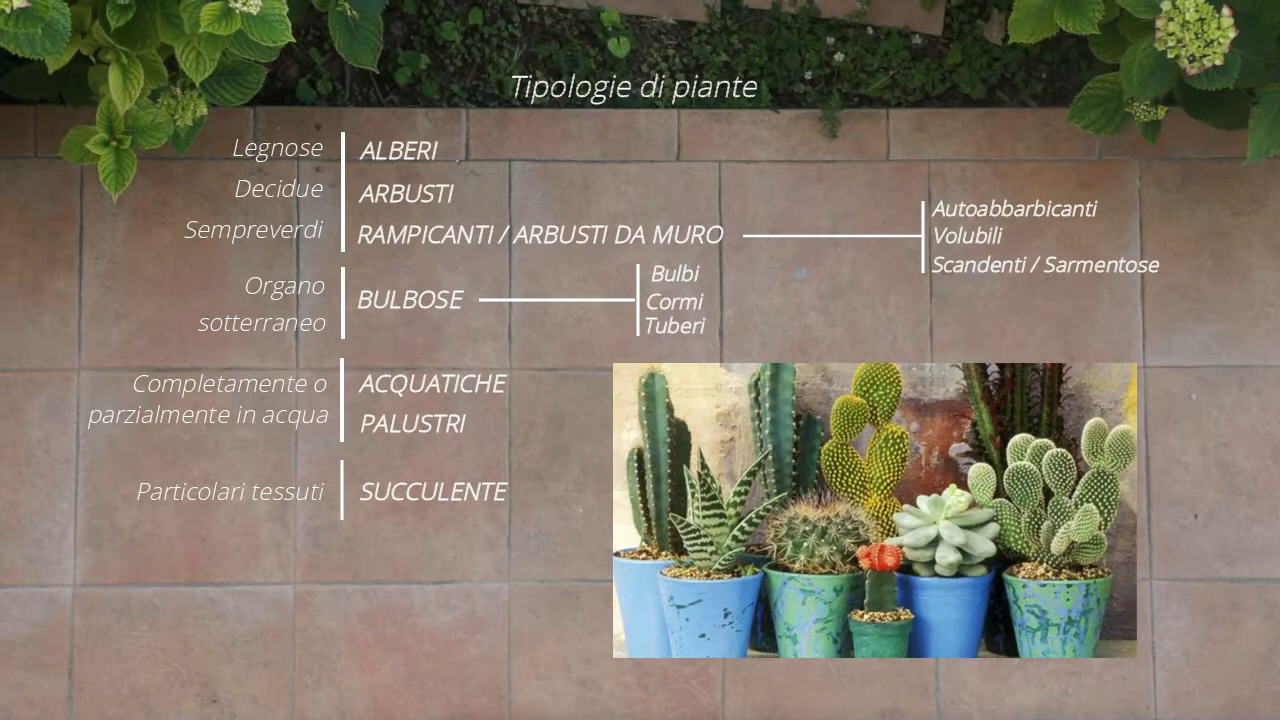 Tipologie di piante
Legnose
Decidue
Sempreverdi
ALBERI
ARBUSTI
RAMPICANTI / ARBUSTI DA MURO
Autoabbarbicanti
Volubili
Scandenti / Sarmentose
Organo
sotterraneo
BULBOSE
Bulbi
Cormi
Tuberi
Completamente o
parzialmente in acqua
ACQUATICHE
PALUSTRI
Particolari tessuti
SUCCULENTE